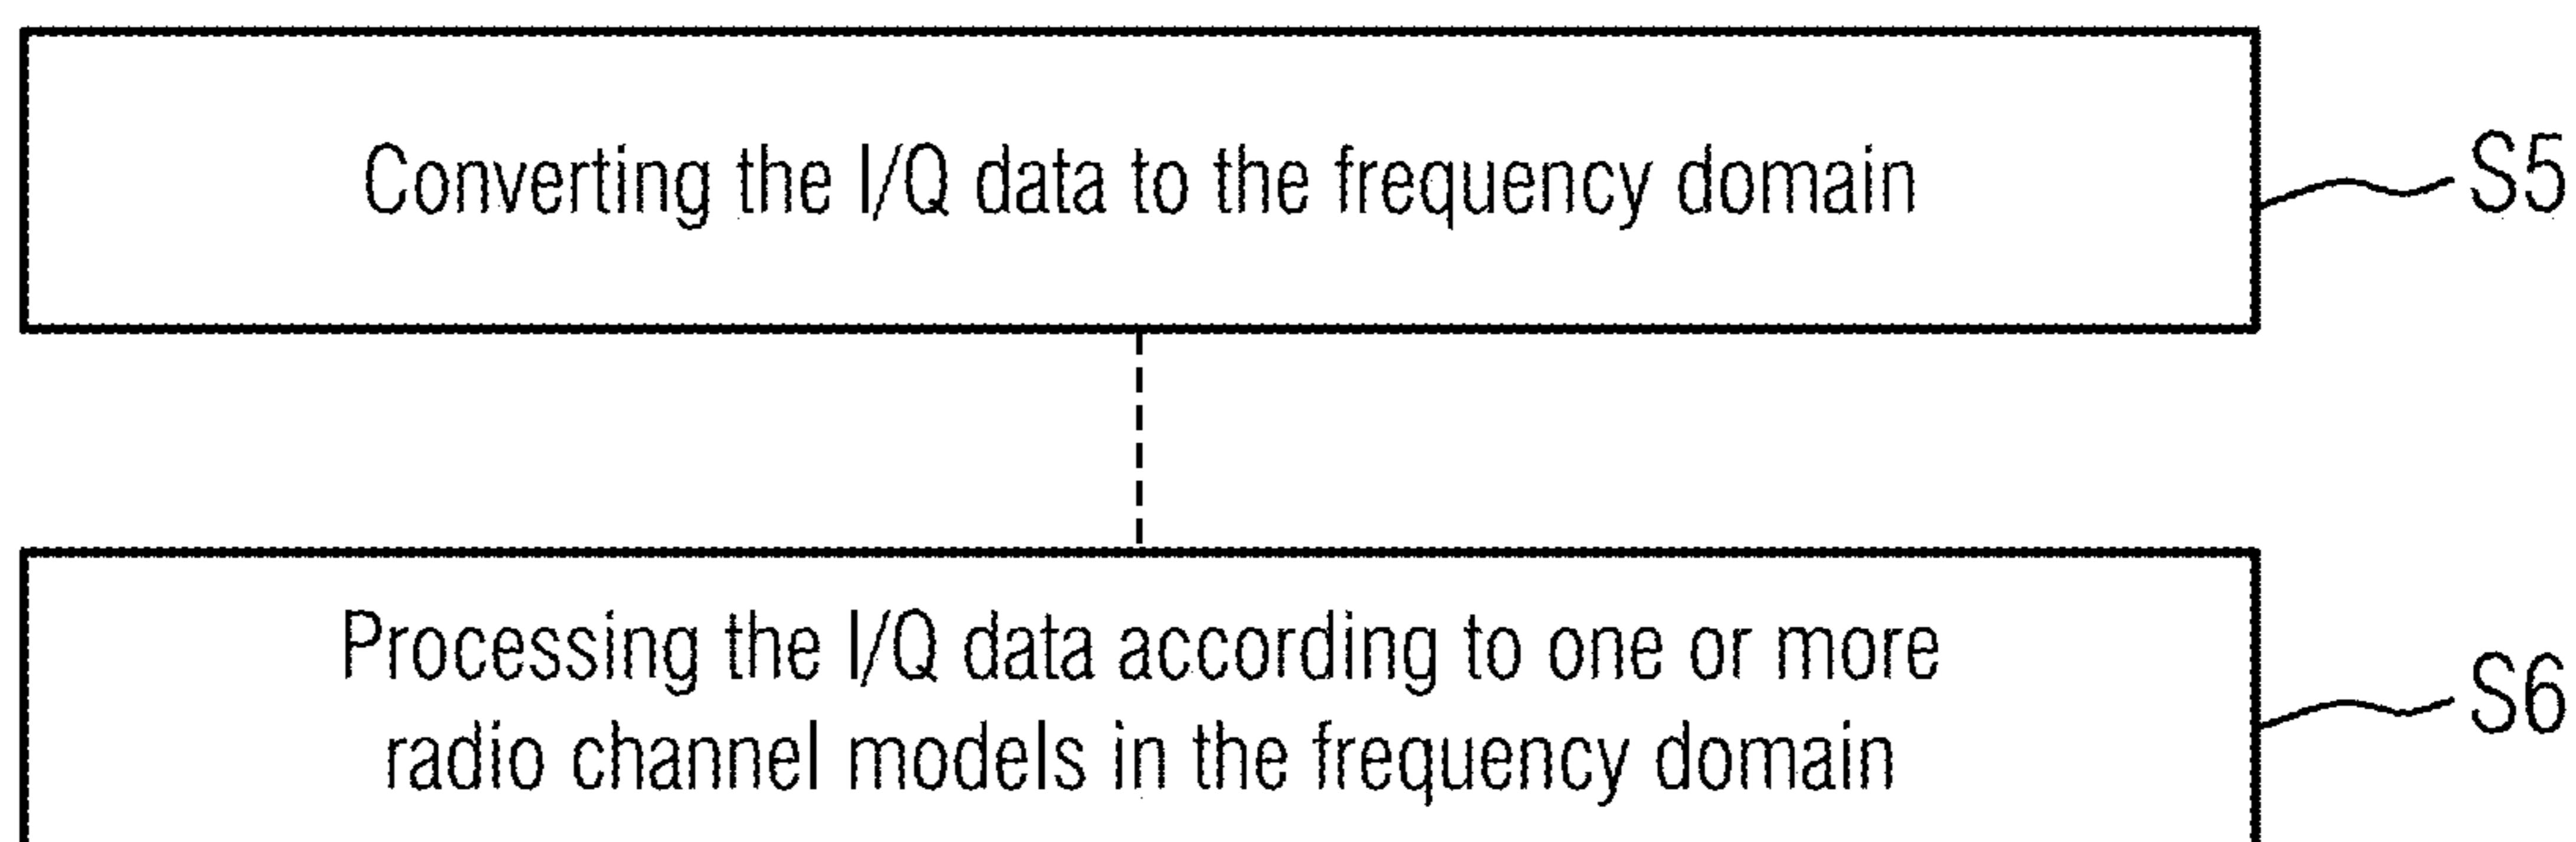 Converting the I/Q data to the frequency domain
S5
Processing the I/Q data according to one or more
radio channel models in the frequency domain
S6